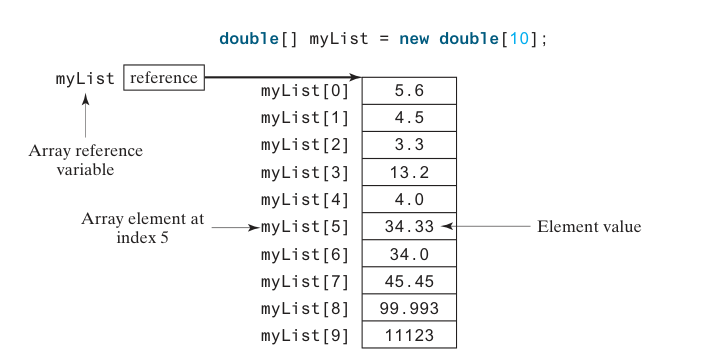 double[] myList = new double[10];
myList reference
myList[0] 5.6
myList[1] 4.5
Array reference
variable
myList[2] 3.3
myList[3] 13.2
myList[4] 4.0
Array element at
index 5
myList[5] 34.33 Element value
myList[6] 34.0
myList[7] 45.45
myList[8] 99.993
myList[9] 11123